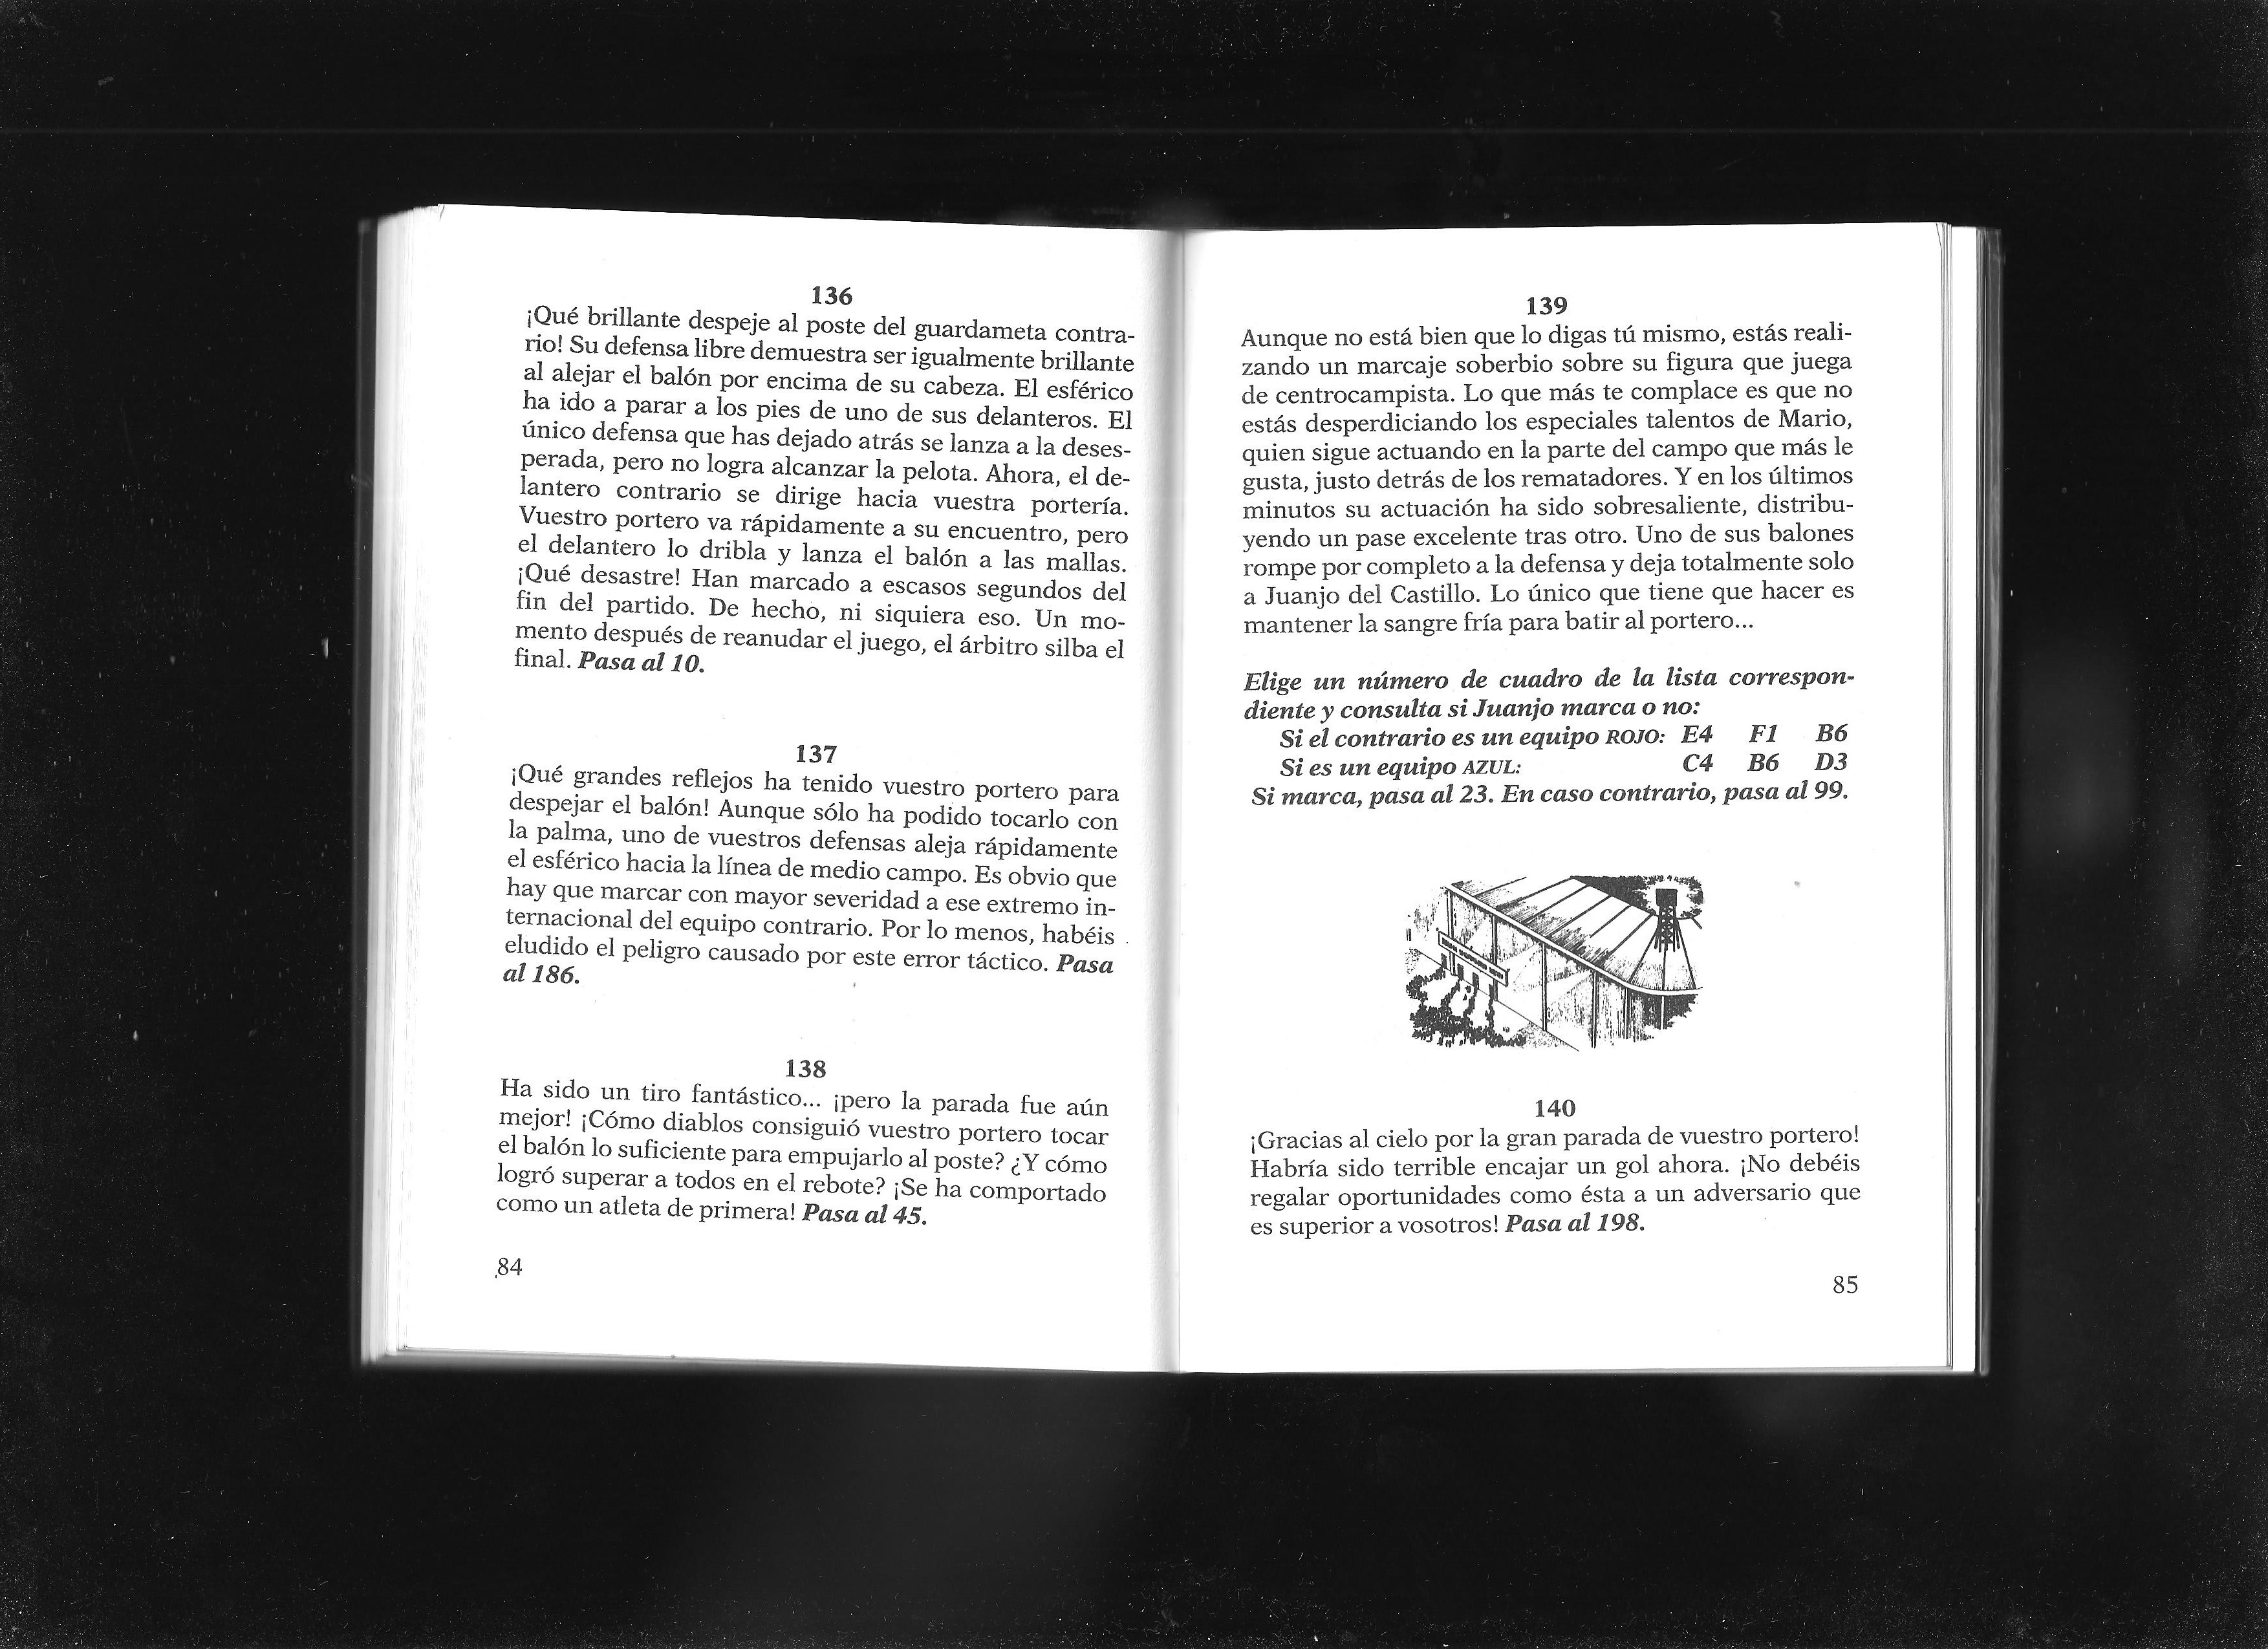 136
¡Qué brillante despeje al poste del guardameta contra-
rio! Su defensa libre demuestra ser igualmente brillante
al alejar el balón por encima de su cabeza. El esférico
ha ido a parar a los pies de uno de sus delanteros. El
único defensa que has dejado atrás se lanza a la deses-
perada, pero no logra alcanzar la pelota. Ahora, el de-
lantero contrario se dirige hacia vuestra portería.
Vuestro portero va rápidamente a su encuentro, pero
el delantero lo dribla y lanza el balón a las mallas.
¡Qué desastre! Han marcado a escasos segundos del
fin del partido. De hecho, ni siquiera eso. Un mo-
mento después de reanudar el juego, el árbitro silba el
final. Pasa al 10.
137
¡Qué grandes reflejos ha tenido vuestro portero para
despejar el balón! Aunque sólo ha podido tocarlo con
la palma, uno de vuestros defensas aleja rápidamente
el esférico hacia la línea de medio campo. Es obvio que
hay que marcar con mayor severidad a ese extremo in-
ternacional del equipo contrario. Por lo menos, habéis
eludido el peligro causado por este error táctico. Pasa
al 186.
138
Ha sido un tiro fantástico... ¡pero la parada fue aún
mejor! ¡Cómo diablos consiguió vuestro portero tocar
el balón lo suficiente para empujarlo al poste? ¿Y cómo
logró superar a todos en el rebote? ¡Se ha comportado
como un atleta de primera! Pasa al 45.
84
139
Aunque no está bien que lo digas tú mismo, estás reali-
zando un marcaje soberbio sobre su figura que juega
de centrocampista. Lo que más te complace es que no
estás desperdiciando los especiales talentos de Mario,
quien sigue actuando en la parte del campo que más le
gusta, justo detrás de los rematadores. Y en los últimos
minutos su actuación ha sido sobresaliente, distribu-
yendo un pase excelente tras otro. Uno de sus balones
rompe por completo a la defensa y deja totalmente solo
a Juanjo del Castillo. Lo único que tiene que hacer es
mantener la sangre fría para batir al portero...
Elige un número de cuadro de la lista correspon-
diente y consulta si Juanjo marca o no:
Si el contrario es un equipo ROJO: E4 F1 B6
Si es un equipo AZUL: C4 B6 D3
Si marca, pasa al 23. En caso contrario, pasa al 99.
140
¡Gracias al cielo por la gran parada de vuestro portero!
Habría sido terrible encajar un gol ahora. ¡No debéis
regalar oportunidades como ésta a un adversario que
es superior a vosotros! Pasa al 198.
85